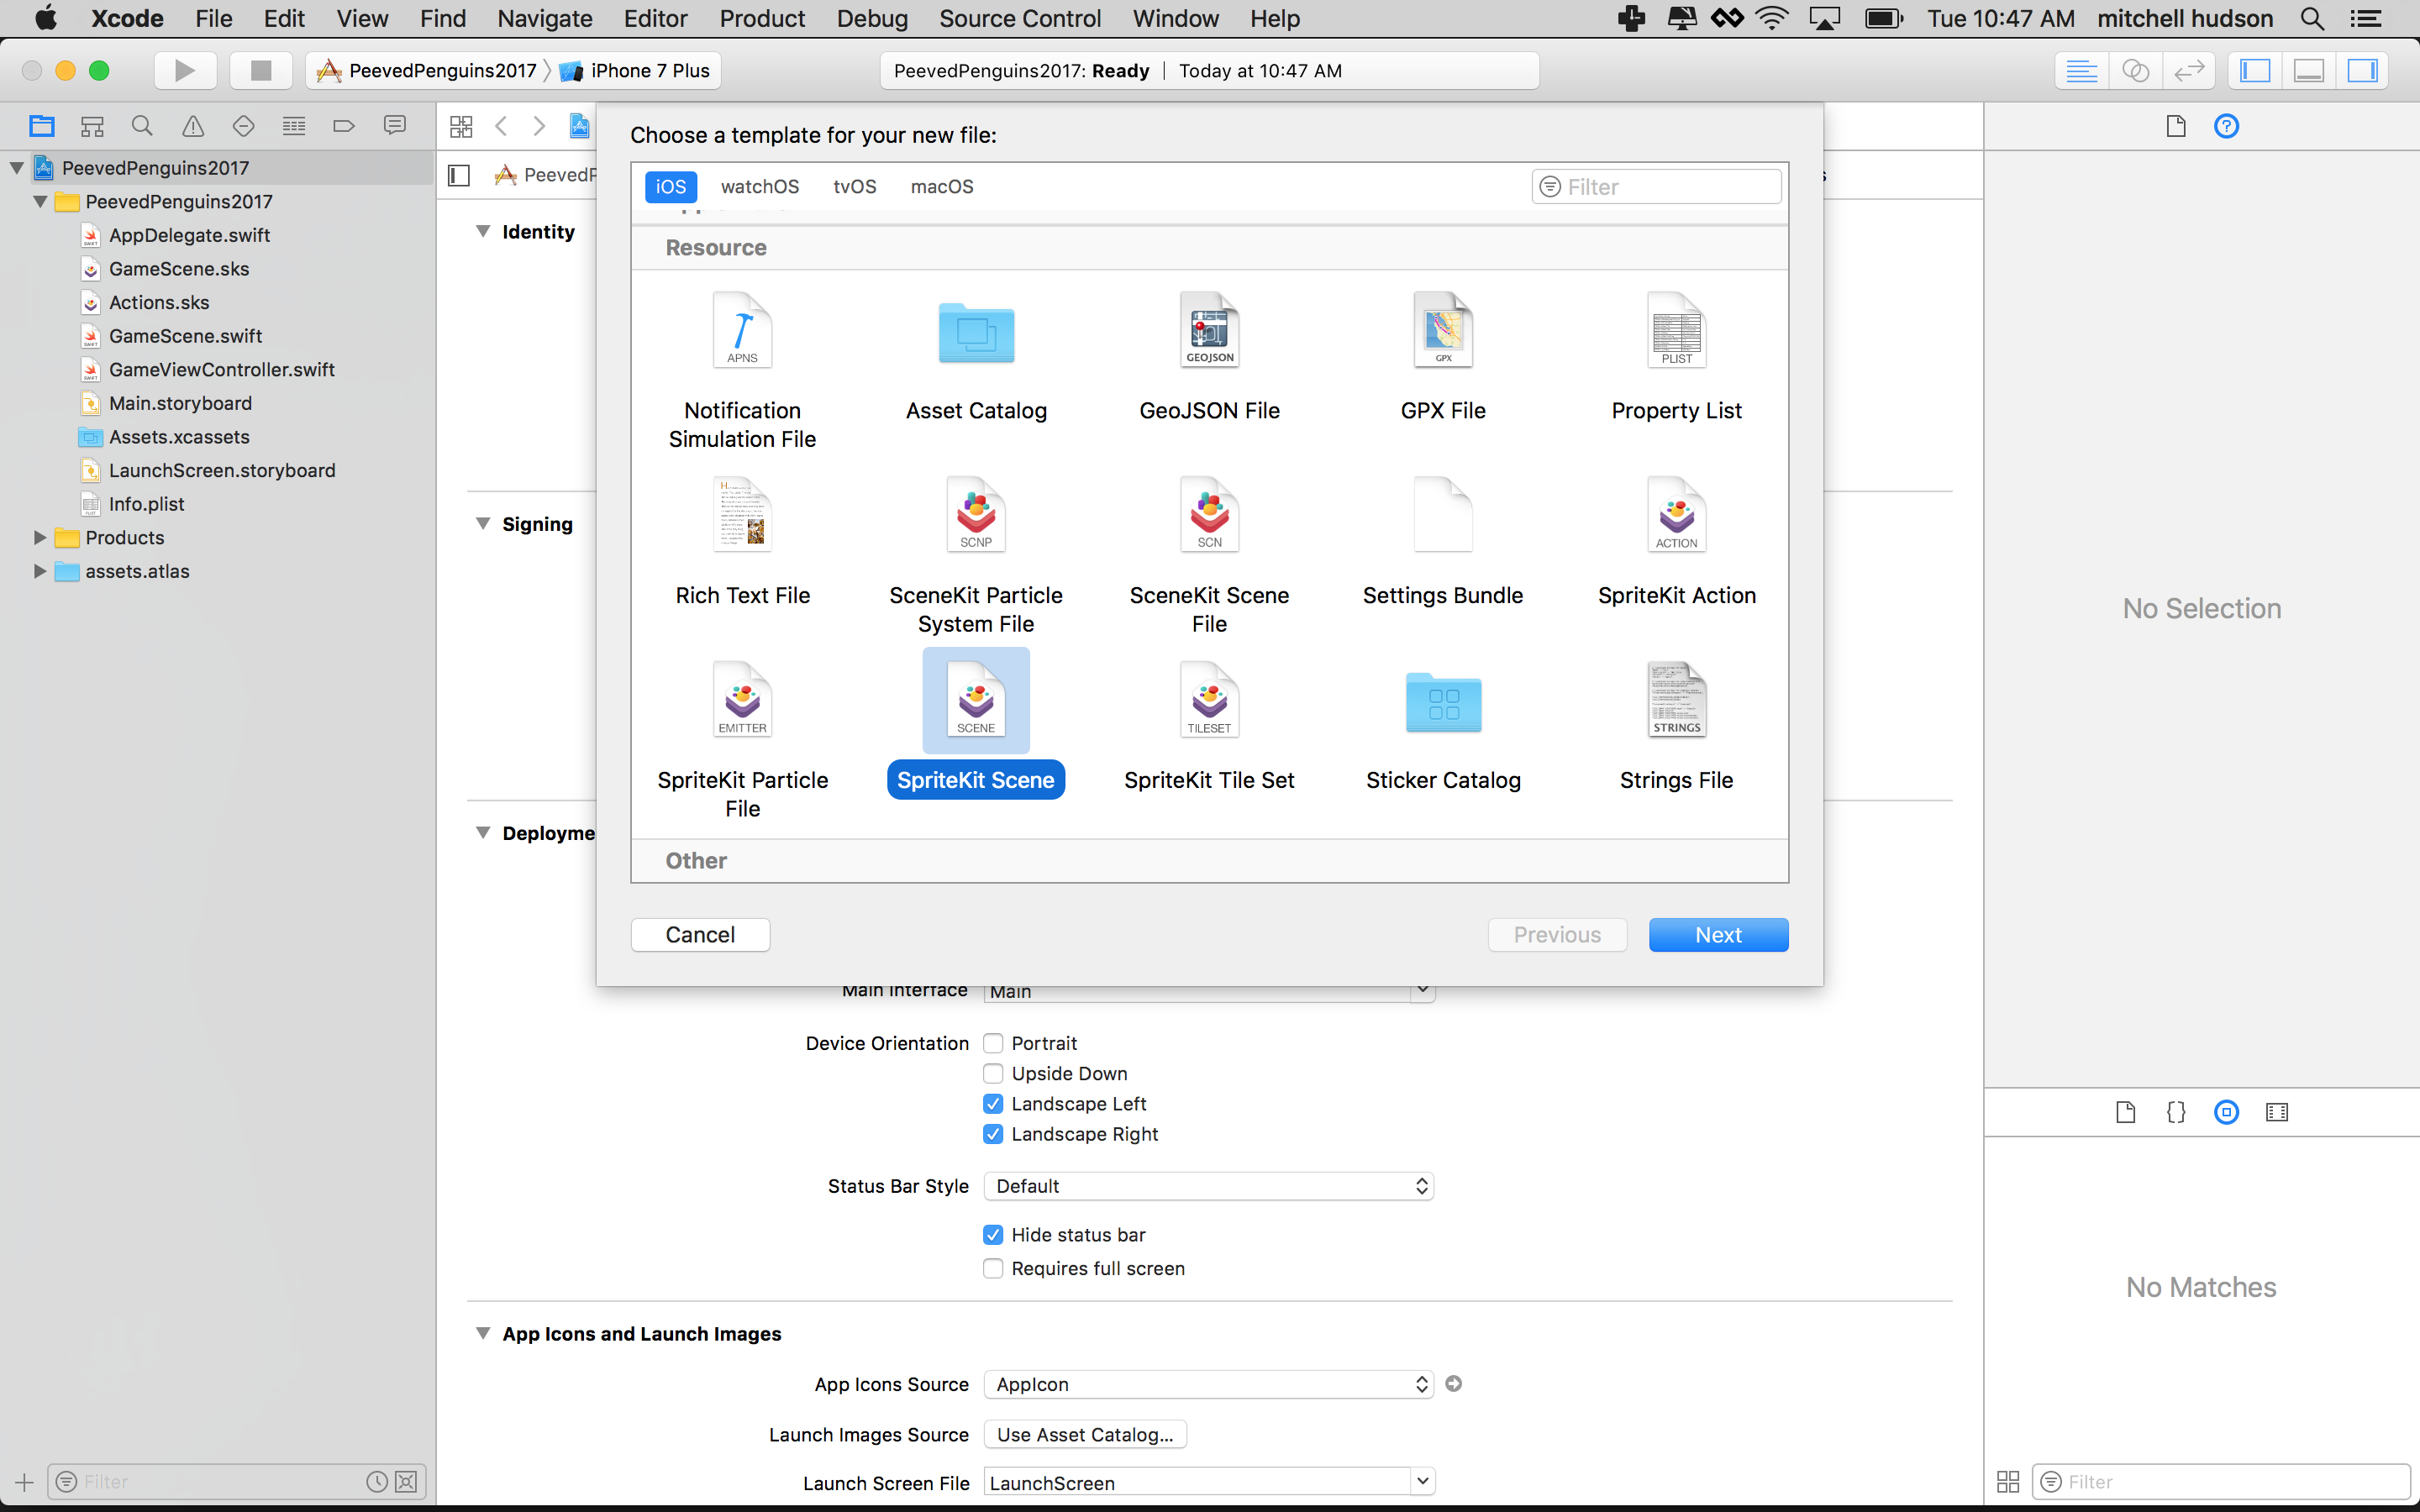 Xcode File Edit View Find Navigate Editor Product Debug Source Control Window Help Tue 10:47 AM mitchell hudson
PeevedPenguins2017 iPhone 7 Plus PeevedPenguins2017: Ready Today at 10:47 AM
Choose a template for your new file:
PeevedPenguins2017
PeevedPenguins2017
AppDelegate.swift
GameScene.sks
Actions.sks
GameScene.swift
GameViewController.swift
Main.storyboard
Assets.xcassets
LaunchScreen.storyboard
Info.plist
Products
assets.atlas
Filter
PeevedP
Identity
Signing
Deployme
iOS watchOS tvOS macOS Filter
Resource
APNS GEOJSON GPX PLIST
Notification Simulation File
Asset Catalog
GeoJSON File
GPX File
Property List
SCNP SCN ACTION
Rich Text File
SceneKit Particle System File
SceneKit Scene File
Settings Bundle
SpriteKit Action
EMITTER SCENE TILESET STRINGS
SpriteKit Particle File
SpriteKit Scene
SpriteKit Tile Set
Sticker Catalog
Strings File
Other
Cancel Previous Next
Main Interface Main
Device Orientation Portrait
Upside Down
Landscape Left
Landscape Right
Status Bar Style Default
Hide status bar
Requires full screen
App Icons and Launch Images
App Icons Source AppIcon
Launch Images Source Use Asset Catalog...
Launch Screen File LaunchScreen
No Selection
No Matches
Filter